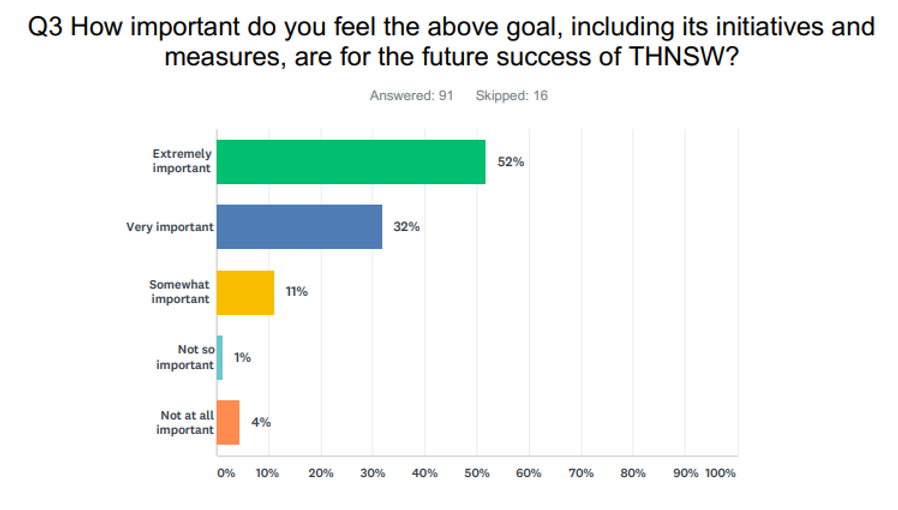 Q3 How important do you feel the above goal, including its initiatives and
measures, are for the future success of THNSW?
Answered: 91 Skipped: 16
Extremely
important
52%
Very important
32%
Somewhat
important
11%
Not so
important
1%
Not at all
important
4%
0% 10% 20% 30% 40% 50% 60% 70% 80% 90% 100%